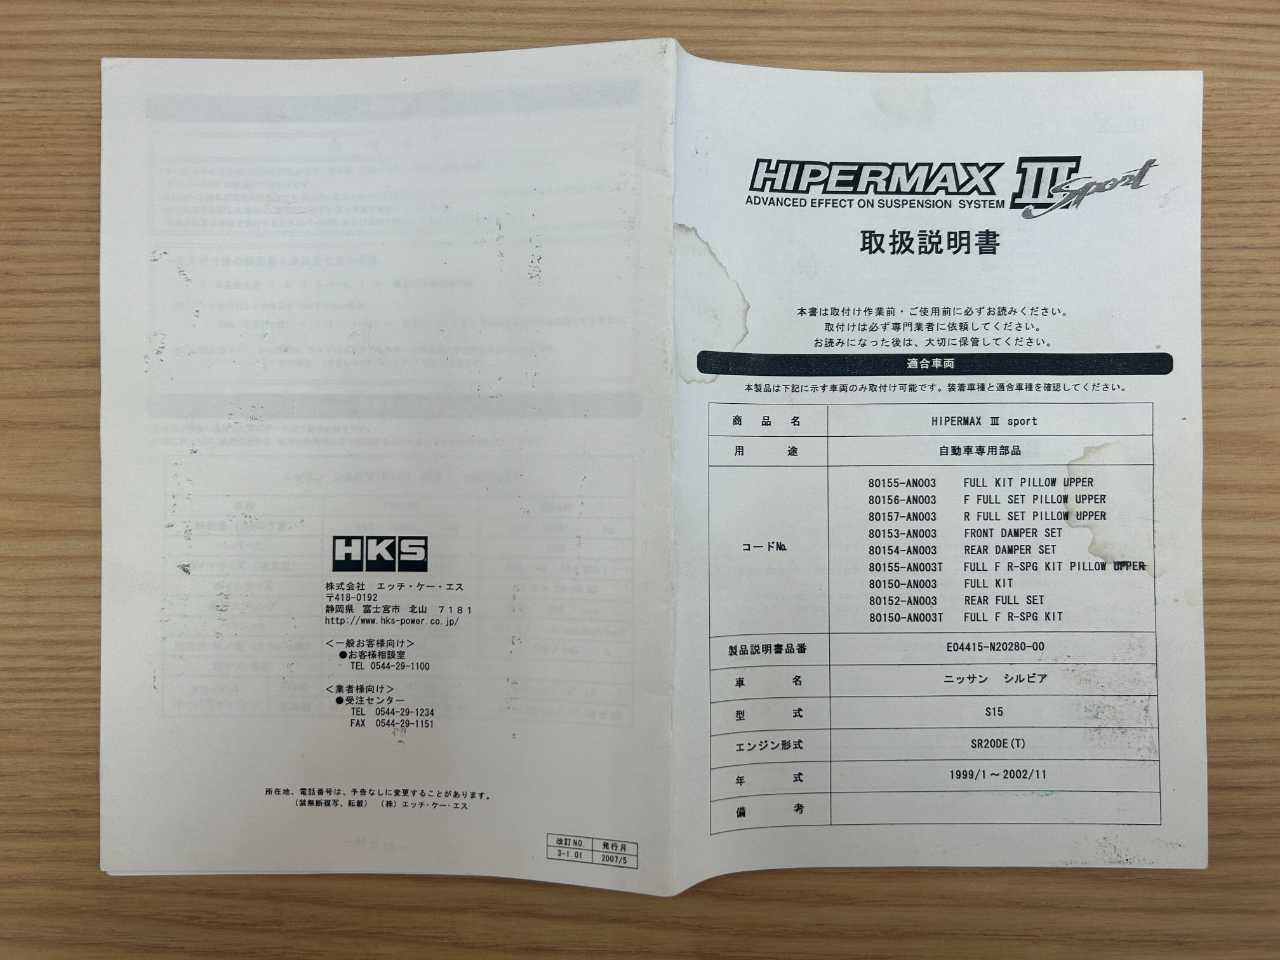 HKS
株式会社 エッチ・ケー・エス
〒418-0192
静岡県 富士宮市 北山 7181
http://www.hks-power.co.jp/
＜一般お客様向け＞
●お客様相談室
TEL 0544-29-1100
＜業者様向け＞
●受注センター
TEL 0544-29-1234
FAX 0544-29-1151
所在地、電話番号は、予告なしに変更することがあります。
（禁無断複写、転載）（株）エッチ・ケー・エス
改訂NO. 発行月
3-1.01 2007/5
HIPERMAX III Sport
ADVANCED EFFECT ON SUSPENSION SYSTEM
取扱説明書
本書は取付け作業前・ご使用前に必ずお読みください。
取付けは必ず専門業者に依頼してください。
お読みになった後は、大切に保管してください。
適合車両
本製品は下記に示す車両のみ取付け可能です。装着車種と適合車種を確認してください。
商品名 HIPERMAX Ⅲ sport
用途 自動車専用部品
コード№
80155-AN003 FULL KIT PILLOW UPPER
80156-AN003 F FULL SET PILLOW UPPER
80157-AN003 R FULL SET PILLOW UPPER
80153-AN003 FRONT DAMPER SET
80154-AN003 REAR DAMPER SET
80155-AN003T FULL F R-SPG KIT PILLOW UPPER
80150-AN003 FULL KIT
80152-AN003 REAR FULL SET
80150-AN003T FULL F R-SPG KIT
製品説明書品番 E04415-N20280-00
車名 ニッサン シルビア
型式 S15
エンジン形式 SR20DE(T)
年式 1999/1～2002/11
備考